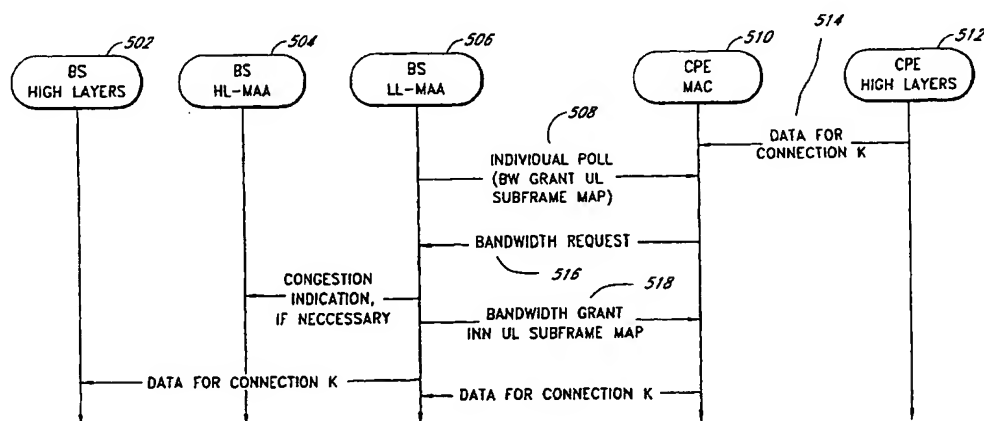 502
504
506
510
514
512
BS
HIGH LAYERS
BS
HL-MAA
BS
LL-MAA
CPE
MAC
CPE
HIGH LAYERS
508
DATA FOR
CONNECTION K
INDIVIDUAL POLL
(BW GRANT UL
SUBFRAME MAP)
BANDWIDTH REQUEST
516
CONGESTION
INDICATION,
IF NECCESSARY
518
BANDWIDTH GRANT
INN UL SUBFRAME MAP
DATA FOR CONNECTION K
DATA FOR CONNECTION K